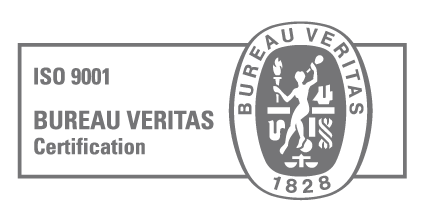 ISO 9001
BUREAU VERITAS
Certification
BUREAU VERITAS
1828